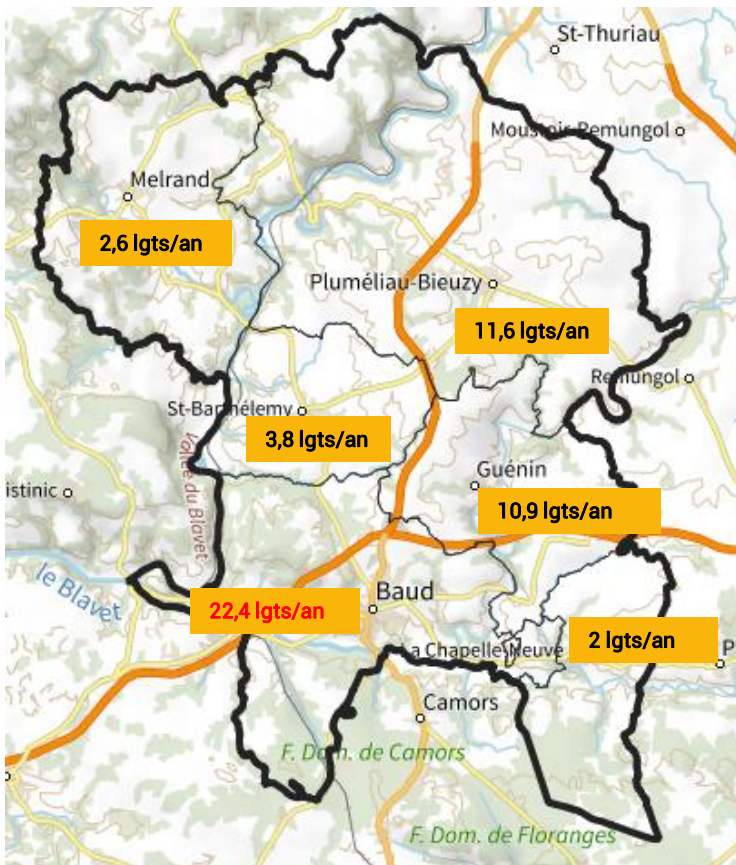 St-Thuriau
Moustoir-Remungol
Melrand
2,6 lgts/an
Pluméliau-Bieuzy
11,6 lgts/an
Remungol
St-Barthélemy
3,8 lgts/an
Guénin
istinic
10,9 lgts/an
Vallée du Blavet
le Blavet
Baud
22,4 lgts/an
2 lgts/an
La Chapelle Neuve
P
Camors
F. Dom. de Camors
F. Dom. de Floranges